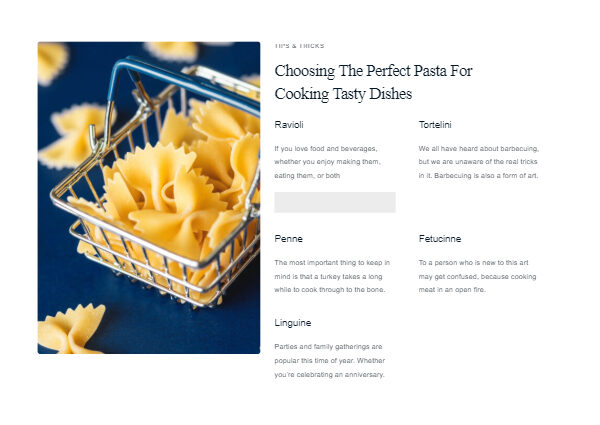 TIPS & TRICKS
Choosing The Perfect Pasta For
Cooking Tasty Dishes
Ravioli
If you love food and beverages,
whether you enjoy making them,
eating them, or both
Tortelini
We all have heard about barbecuing,
but we are unaware of the real tricks
in it. Barbecuing is also a form of art.
Penne
The most important thing to keep in
mind is that a turkey takes a long
while to cook through to the bone.
Fetucinne
To a person who is new to this art
may get confused, because cooking
meat in an open fire.
Linguine
Parties and family gatherings are
popular this time of year. Whether
you're celebrating an anniversary.